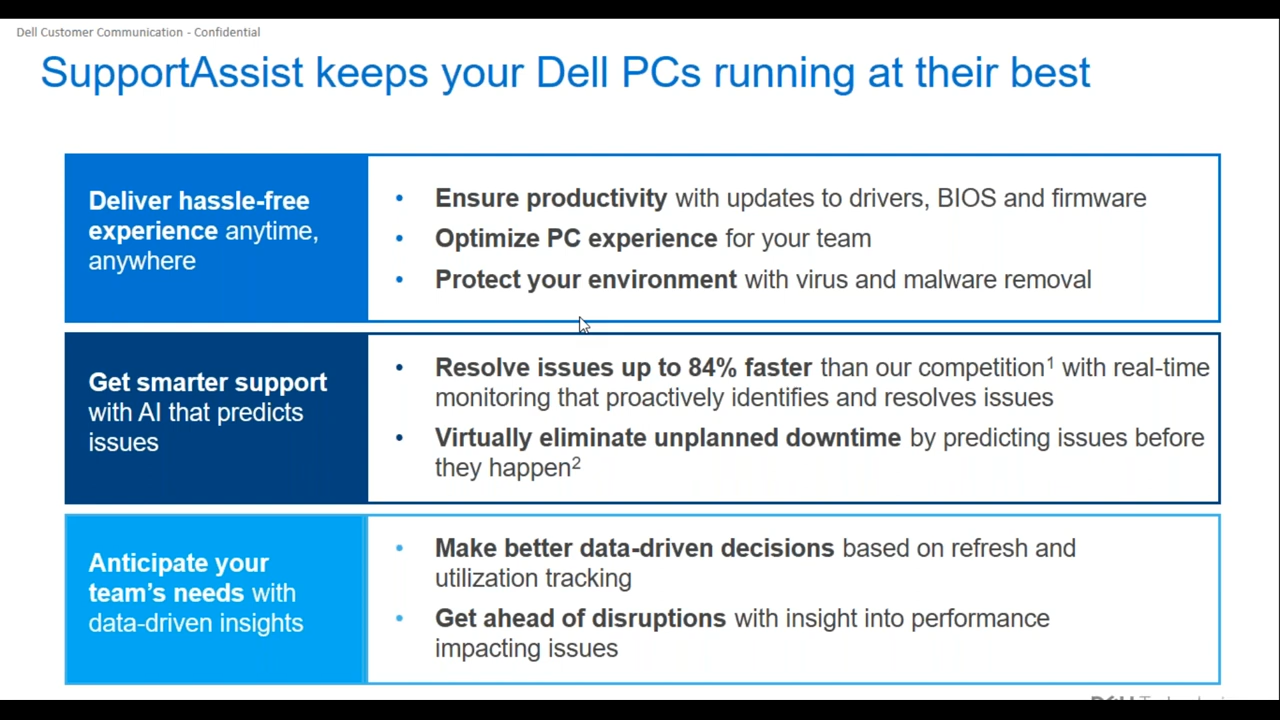 Dell Customer Communication - Confidential
SupportAssist keeps your Dell PCs running at their best
Deliver hassle-free
experience anytime,
anywhere
• Ensure productivity with updates to drivers, BIOS and firmware
• Optimize PC experience for your team
• Protect your environment with virus and malware removal
Get smarter support
with AI that predicts
issues
• Resolve issues up to 84% faster than our competition¹ with real-time
monitoring that proactively identifies and resolves issues
• Virtually eliminate unplanned downtime by predicting issues before
they happen²
Anticipate your
team's needs with
data-driven insights
• Make better data-driven decisions based on refresh and
utilization tracking
• Get ahead of disruptions with insight into performance
impacting issues